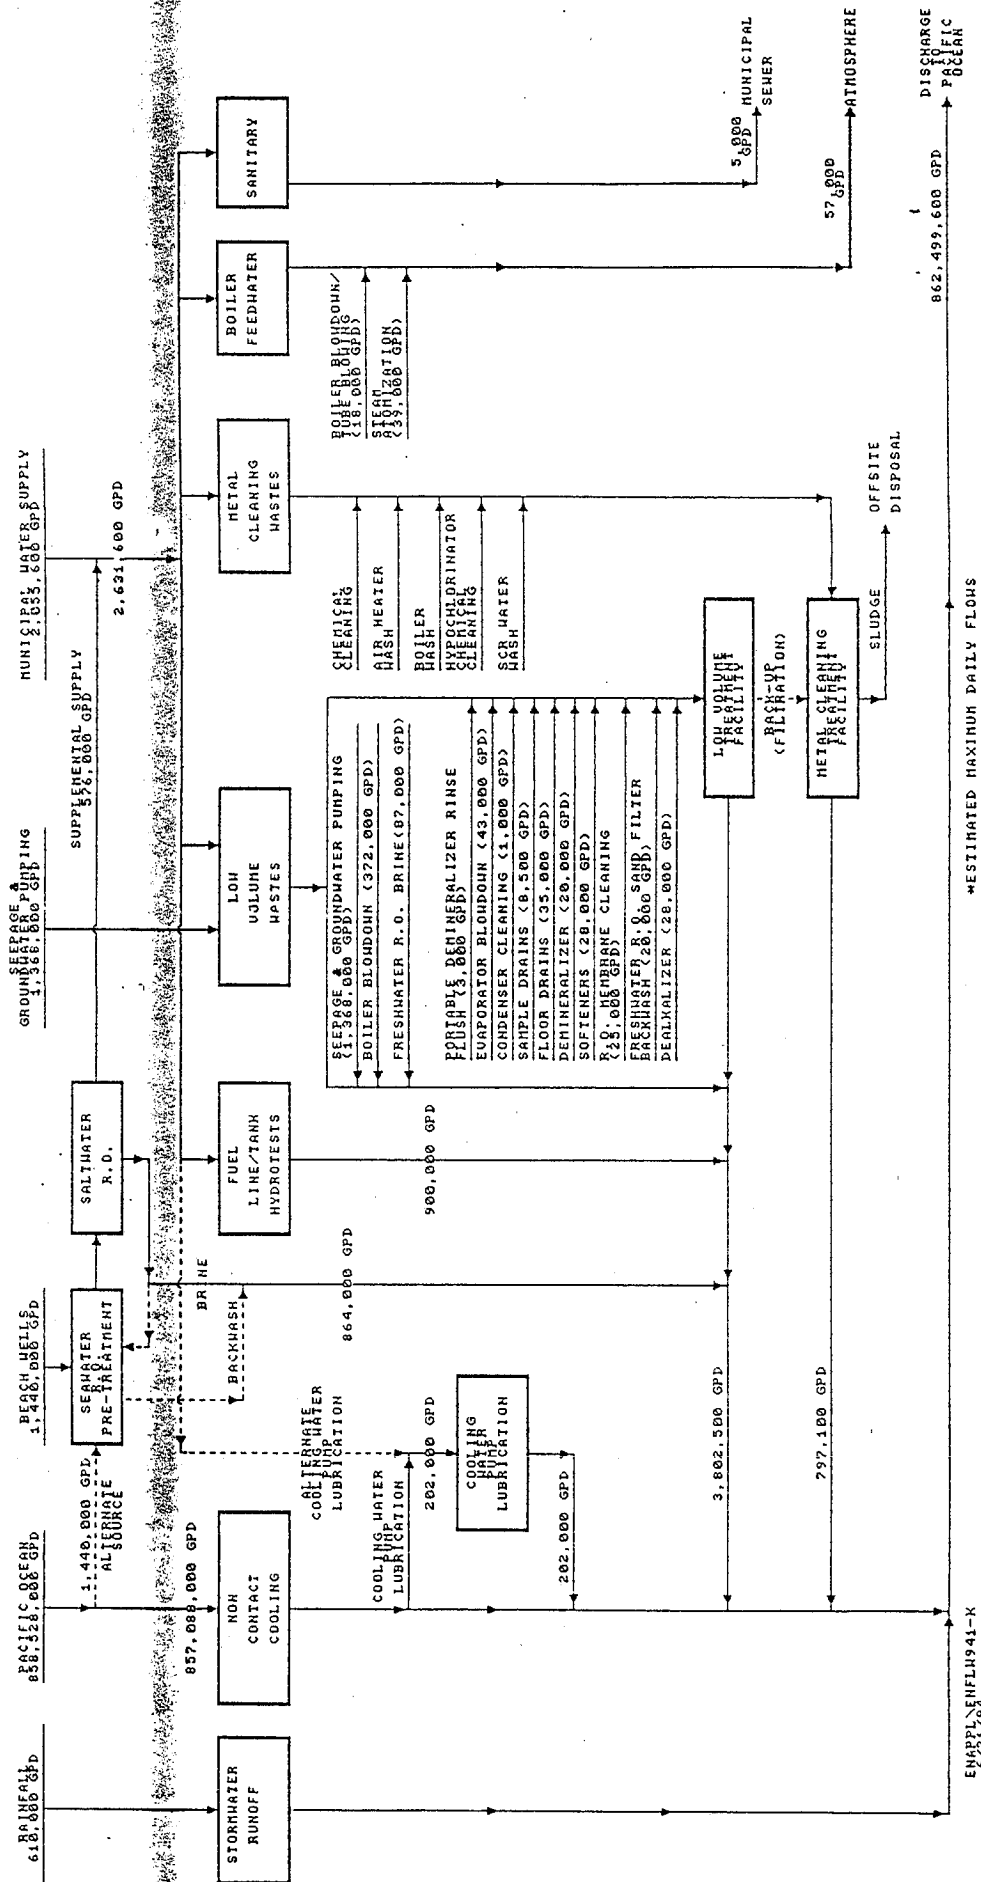 RAINFALL
610,000 GPD
PACIFIC OCEAN
858,528,000 GPD
BEACH WELLS
1,440,000 GPD
SEEPAGE &
GROUNDWATER PUMPING
1,368,000 GPD
MUNICIPAL WATER SUPPLY
2,055,600 GPD
1,440,000 GPD
ALTERNATE
SOURCE
SEAWATER
R.O.
PRE-TREATMENT
SALTWATER
R.O.
SUPPLEMENTAL SUPPLY
576,000 GPD
2,631,600 GPD
857,088,000 GPD
BRINE
BACKWASH
STORMWATER
RUNOFF
NON
CONTACT
COOLING
FUEL
LINE/TANK
HYDROTESTS
LOW
VOLUME
WASTES
METAL
CLEANING
WASTES
BOILER
FEEDWATER
SANITARY
ALTERNATE
COOLING WATER
PUMP
LUBRICATION
COOLING WATER
PUMP
LUBRICATION
202,000 GPD
COOLING
WATER
PUMP
LUBRICATION
202,000 GPD
864,000 GPD
900,000 GPD
SEEPAGE & GROUNDWATER PUMPING
(1,368,000 GPD)
BOILER BLOWDOWN (372,000 GPD)
FRESHWATER R.O. BRINE(87,000 GPD)
PORTABLE DEMINERALIZER RINSE
FLUSH (3,000 GPD)
EVAPORATOR BLOWDOWN (43,000 GPD)
CONDENSER CLEANING (1,000 GPD)
SAMPLE DRAINS (8,500 GPD)
FLOOR DRAINS (35,000 GPD)
DEMINERALIZER (20,000 GPD)
SOFTENERS (28,000 GPD)
R.O. MEMBRANE CLEANING
(25,000 GPD)
FRESHWATER R.O. SAND FILTER
BACKWASH (20,000 GPD)
DEALKALIZER (28,000 GPD)
CHEMICAL
CLEANING
AIR HEATER
WASH
BOILER
WASH
HYPOCHLORINATOR
CHEMICAL
CLEANING
SCR WATER
WASH
BOILER BLOWDOWN/
TUBE BLOWING
(18,000 GPD)
STEAM
ATOMIZATION
(39,000 GPD)
LOW VOLUME
TREATMENT
FACILITY
BACK-UP
(FILTRATION)
METAL CLEANING
TREATMENT
FACILITY
SLUDGE
OFFSITE
DISPOSAL
5,000
GPD
MUNICIPAL
SEWER
57,000
GPD
ATMOSPHERE
3,802,500 GPD
797,100 GPD
862,499,600 GPD
DISCHARGE
TO
PACIFIC
OCEAN
*ESTIMATED MAXIMUM DAILY FLOWS
ENAPPL\ENFLW941-K